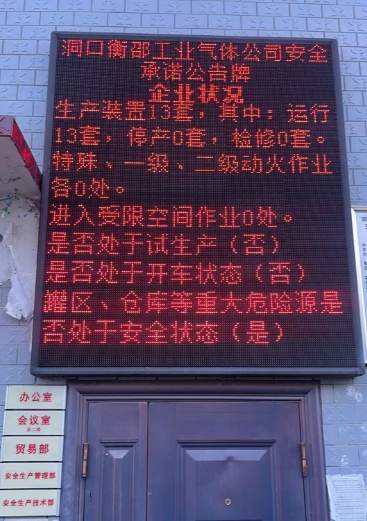 洞口衡邵工业气体公司安全
承诺公告牌
企业状况
生产装置13套，其中：运行
13套，停产0套，检修0套。
特殊、一级、二级动火作业
各0处。
进入受限空间作业0处。
是否处于试生产（否）
是否处于开车状态（否）
罐区、仓库等重大危险源是
否处于安全状态（是）
办公室
会议室
贸易部
安全生产管理部
安全生产技术部